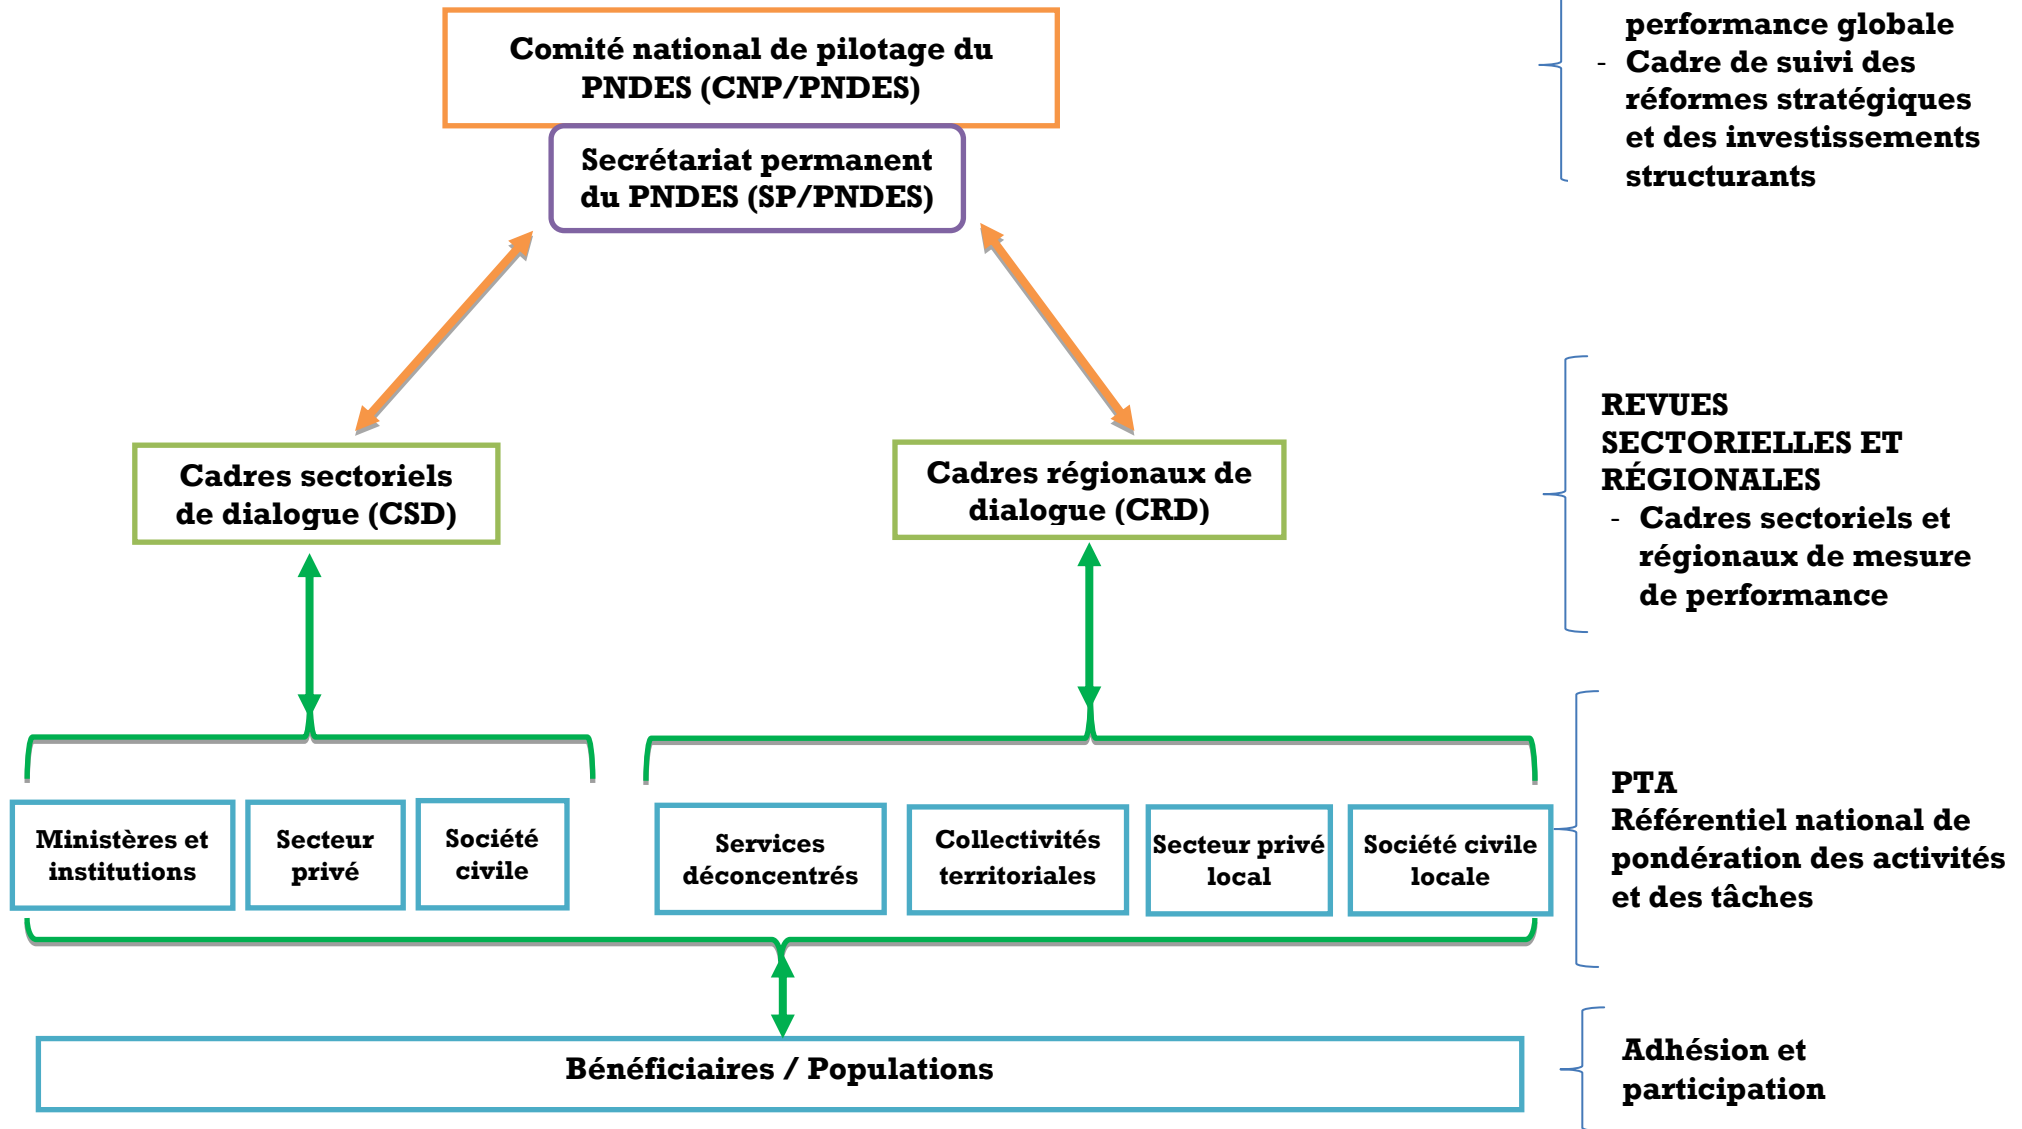 Comité national de pilotage du
PNDES (CNP/PNDES)
Secrétariat permanent
du PNDES (SP/PNDES)
performance globale
- Cadre de suivi des
réformes stratégiques
et des investissements
structurants
Cadres sectoriels
de dialogue (CSD)
Cadres régionaux de
dialogue (CRD)
REVUES
SECTORIELLES ET
RÉGIONALES
- Cadres sectoriels et
régionaux de mesure
de performance
Ministères et
institutions
Secteur
privé
Société
civile
Services
déconcentrés
Collectivités
territoriales
Secteur privé
local
Société civile
locale
PTA
Référentiel national de
pondération des activités
et des tâches
Bénéficiaires / Populations
Adhésion et
participation